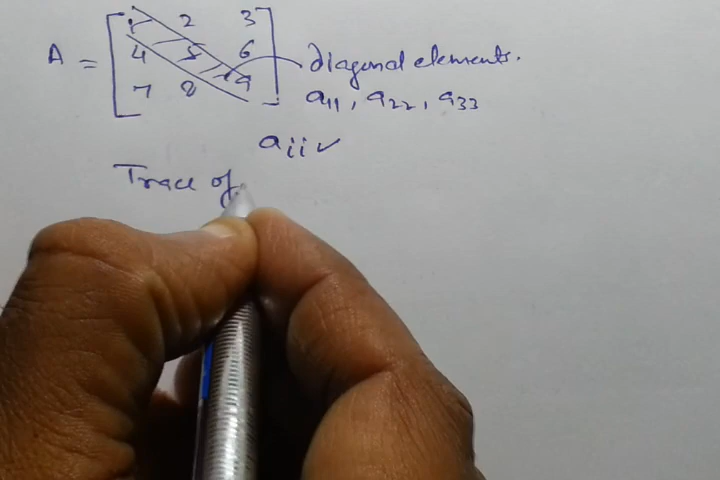 1 2 3
A = 4 5 6 diagonal elements.
7 8 9 a11, a22, a33
aii ✓
Trace of